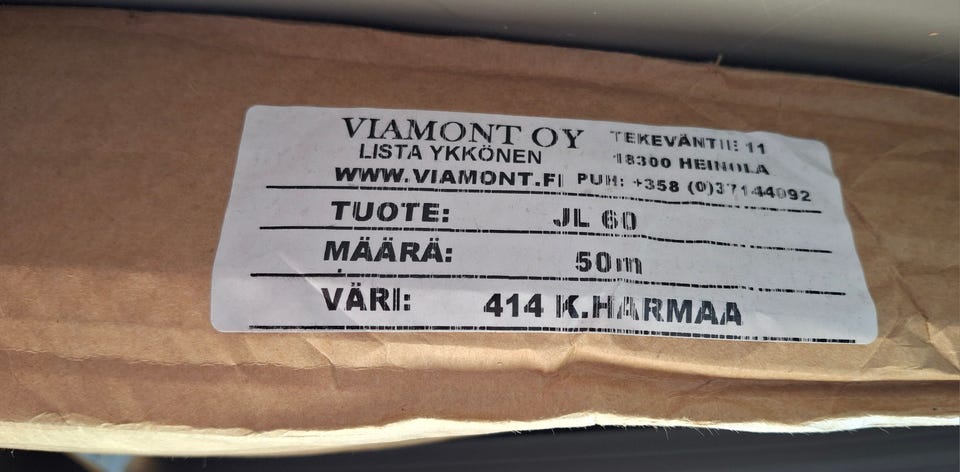 VIAMONT OY TEKEVÄNTIE 11
LISTA YKKÖNEN 18300 HEINOLA
WWW.VIAMONT.FI PUH: +358 (0)37144092
TUOTE: JL 60
MÄÄRÄ: 50m
VÄRI: 414 K.HARMAA